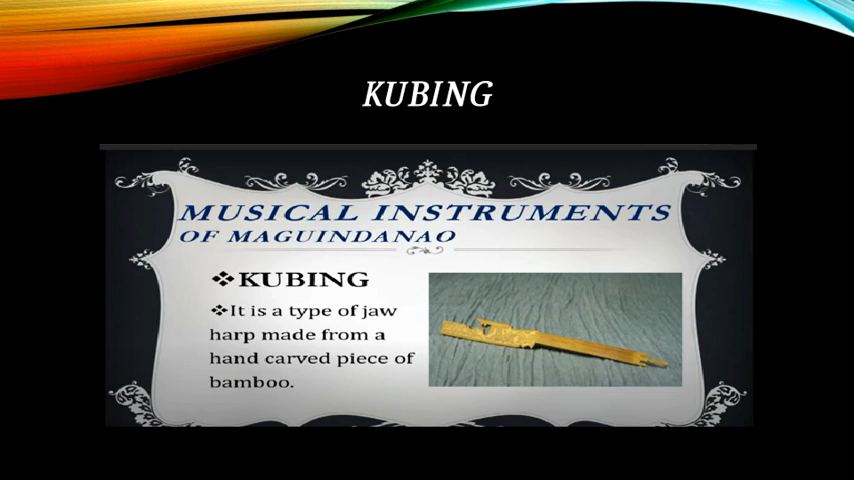 KUBING
MUSICAL INSTRUMENTS
OF MAGUINDANAO
❖KUBING
❖It is a type of jaw
harp made from a
hand carved piece of
bamboo.